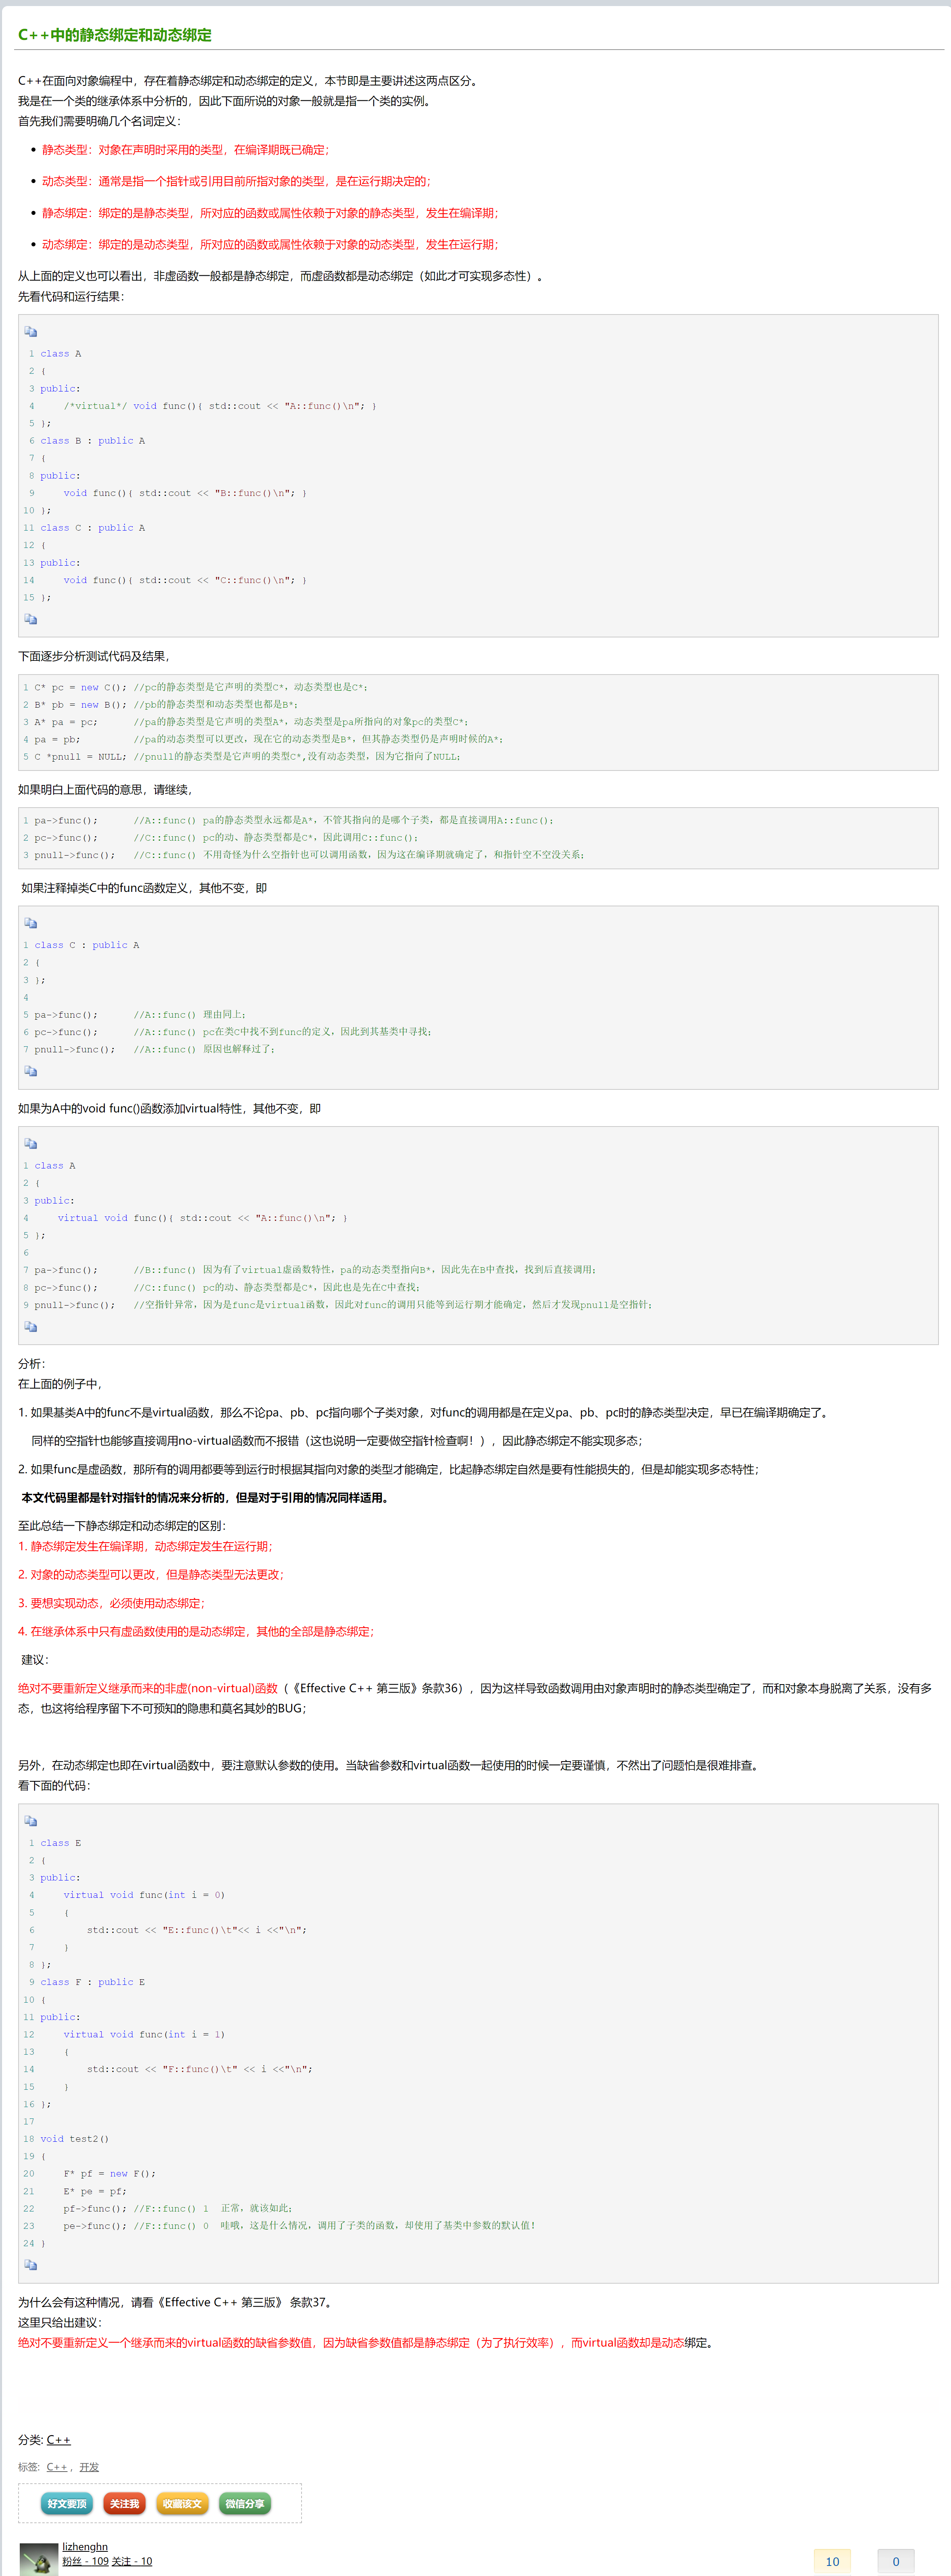 C++中的静态绑定和动态绑定
C++在面向对象编程中，存在着静态绑定和动态绑定的定义，本节即是主要讲述这两点区分。
我是在一个类的继承体系中分析的，因此下面所说的对象一般就是指一个类的实例。
首先我们需要明确几个名词定义：
• 静态类型：对象在声明时采用的类型，在编译期既已确定；
• 动态类型：通常是指一个指针或引用目前所指对象的类型，是在运行期决定的；
• 静态绑定：绑定的是静态类型，所对应的函数或属性依赖于对象的静态类型，发生在编译期；
• 动态绑定：绑定的是动态类型，所对应的函数或属性依赖于对象的动态类型，发生在运行期；
从上面的定义也可以看出，非虚函数一般都是静态绑定，而虚函数都是动态绑定（如此才可实现多态性）。
先看代码和运行结果：
1 class A
2 {
3 public:
4     /*virtual*/ void func(){ std::cout << "A::func()\n"; }
5 };
6 class B : public A
7 {
8 public:
9     void func(){ std::cout << "B::func()\n"; }
10 };
11 class C : public A
12 {
13 public:
14     void func(){ std::cout << "C::func()\n"; }
15 };
下面逐步分析测试代码及结果，
1 C* pc = new C(); //pc的静态类型是它声明的类型C*，动态类型也是C*；
2 B* pb = new B(); //pb的静态类型和动态类型也都是B*；
3 A* pa = pc;      //pa的静态类型是它声明的类型A*，动态类型是pa所指向的对象pc的类型C*；
4 pa = pb;         //pa的动态类型可以更改，现在它的动态类型是B*，但其静态类型仍是声明时候的A*；
5 C *pnull = NULL; //pnull的静态类型是它声明的类型C*,没有动态类型，因为它指向了NULL；
如果明白上面代码的意思，请继续，
1 pa->func();      //A::func() pa的静态类型永远都是A*，不管其指向的是哪个子类，都是直接调用A::func()；
2 pc->func();      //C::func() pc的动、静态类型都是C*，因此调用C::func()；
3 pnull->func();   //C::func() 不用奇怪为什么空指针也可以调用函数，因为这在编译期就确定了，和指针空不空没关系；
如果注释掉类C中的func函数定义，其他不变，即
1 class C : public A
2 {
3 };
4
5 pa->func();      //A::func() 理由同上；
6 pc->func();      //A::func() pc在类C中找不到func的定义，因此到其基类中寻找；
7 pnull->func();   //A::func() 原因也解释过了；
如果为A中的void func()函数添加virtual特性，其他不变，即
1 class A
2 {
3 public:
4     virtual void func(){ std::cout << "A::func()\n"; }
5 };
6
7 pa->func();      //B::func() 因为有了virtual虚函数特性，pa的动态类型指向B*，因此先在B中查找，找到后直接调用；
8 pc->func();      //C::func() pc的动、静态类型都是C*，因此也是先在C中查找；
9 pnull->func();   //空指针异常，因为是func是virtual函数，因此对func的调用只能等到运行期才能确定，然后才发现pnull是空指针；
分析：
在上面的例子中，
1. 如果基类A中的func不是virtual函数，那么不论pa、pb、pc指向哪个子类对象，对func的调用都是在定义pa、pb、pc时的静态类型决定，早已在编译期确定了。
同样的空指针也能够直接调用no-virtual函数而不报错（这也说明一定要做空指针检查啊！），因此静态绑定不能实现多态；
2. 如果func是虚函数，那所有的调用都要等到运行时根据其指向对象的类型才能确定，比起静态绑定自然是要有性能损失的，但是却能实现多态特性；
本文代码里都是针对指针的情况来分析的，但是对于引用的情况同样适用。
至此总结一下静态绑定和动态绑定的区别：
1. 静态绑定发生在编译期，动态绑定发生在运行期；
2. 对象的动态类型可以更改，但是静态类型无法更改；
3. 要想实现动态，必须使用动态绑定；
4. 在继承体系中只有虚函数使用的是动态绑定，其他的全部是静态绑定；
建议：
绝对不要重新定义继承而来的非虚(non-virtual)函数（《Effective C++ 第三版》条款36），因为这样导致函数调用由对象声明时的静态类型确定了，而和对象本身脱离了关系，没有多
态，也这将给程序留下不可预知的隐患和莫名其妙的BUG；
另外，在动态绑定也即在virtual函数中，要注意默认参数的使用。当缺省参数和virtual函数一起使用的时候一定要谨慎，不然出了问题怕是很难排查。
看下面的代码：
1 class E
2 {
3 public:
4     virtual void func(int i = 0)
5     {
6         std::cout << "E::func()\t"<< i <<"\n";
7     }
8 };
9 class F : public E
10 {
11 public:
12     virtual void func(int i = 1)
13     {
14         std::cout << "F::func()\t" << i <<"\n";
15     }
16 };
17
18 void test2()
19 {
20     F* pf = new F();
21     E* pe = pf;
22     pf->func(); //F::func() 1  正常，就该如此；
23     pe->func(); //F::func() 0  哇哦，这是什么情况，调用了子类的函数，却使用了基类中参数的默认值！
24 }
为什么会有这种情况，请看《Effective C++ 第三版》 条款37。
这里只给出建议：
绝对不要重新定义一个继承而来的virtual函数的缺省参数值，因为缺省参数值都是静态绑定（为了执行效率），而virtual函数却是动态绑定。
分类: C++
标签: C++ , 开发
好文要顶 关注我 收藏该文 微信分享
lizhenghn
粉丝 - 109 关注 - 10
10 0